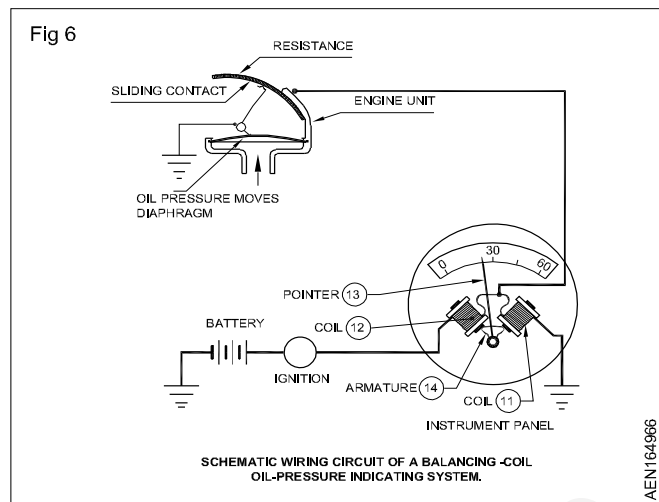 Fig 6
RESISTANCE
SLIDING CONTACT
ENGINE UNIT
OIL PRESSURE MOVES
DIAPHRAGM
0
30
60
POINTER 13
BATTERY
COIL 12
IGNITION
ARMATURE 14
COIL 11
INSTRUMENT PANEL
SCHEMATIC WIRING CIRCUIT OF A BALANCING -COIL
OIL-PRESSURE INDICATING SYSTEM.
AEN164966